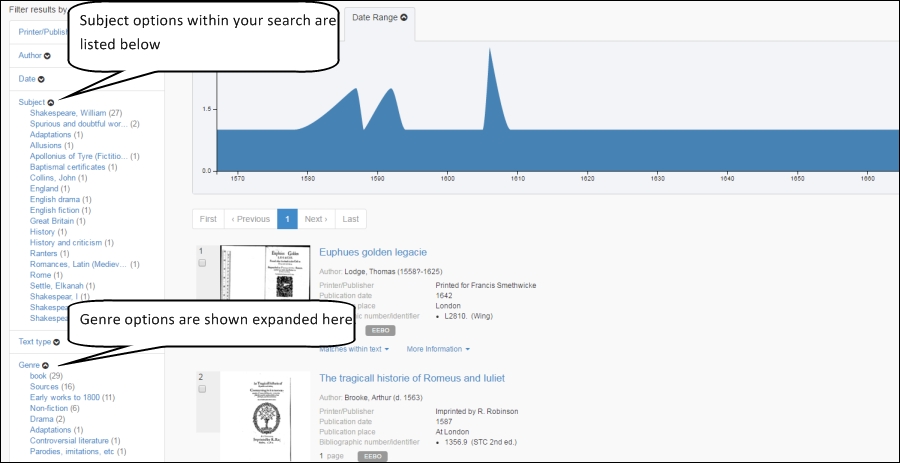 Filter results by
Subject options within your search are
listed below
Date Range
Printer/Publish
Author
Date
Subject
Shakespeare, William (27)
Spurious and doubtful wor... (2)
Adaptations (1)
Allusions (1)
Apollonius of Tyre (Fictitio... (1)
Baptismal certificates (1)
Collins, John (1)
England (1)
English drama (1)
English fiction (1)
Great Britain (1)
History (1)
History and criticism (1)
Ranters (1)
Romances, Latin (Mediev... (1)
Rome (1)
Settle, Elkanah (1)
Shakespear, I (1)
Shakespea
Shakespea
Genre options are shown expanded here
Text type
Genre
book (29)
Sources (16)
Early works to 1800 (11)
Non-fiction (6)
Drama (2)
Adaptations (1)
Controversial literature (1)
Parodies, imitations, etc (1)
1.5
0.0
1570 1580 1590 1600 1610 1620 1630 1640 1650 1660
First ‹ Previous 1 Next › Last
1
Euphues golden legacie
Author: Lodge, Thomas (1558?-1625)
Printer/Publisher Printed for Francis Smethwicke
Publication date 1642
place London
hic number/identifier • L2810. (Wing)
EEBO
Matches within text More Information
2
The tragicall historie of Romeus and Iuliet
Author: Brooke, Arthur (d. 1563)
Printer/Publisher Imprinted by R. Robinson
Publication date 1587
Publication place At London
Bibliographic number/identifier • 1356.9 (STC 2nd ed.)
1 page EEBO